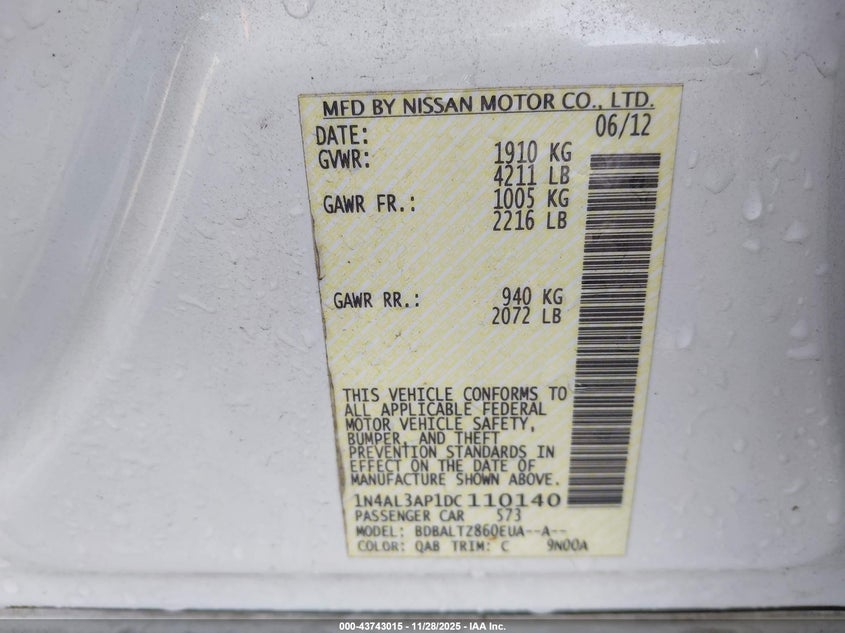 MFD BY NISSAN MOTOR CO., LTD.
DATE: 06/12
GVWR: 1910 KG
4211 LB
GAWR FR.: 1005 KG
2216 LB
GAWR RR.: 940 KG
2072 LB
THIS VEHICLE CONFORMS TO
ALL APPLICABLE FEDERAL
MOTOR VEHICLE SAFETY,
BUMPER, AND THEFT
PREVENTION STANDARDS IN
EFFECT ON THE DATE OF
MANUFACTURE SHOWN ABOVE.
1N4AL3AP1DC110140
PASSENGER CAR 573
MODEL: BDBALTZ860EUA--A--
COLOR: QAB TRIM: C 9N00A
000-43743015 - 11/28/2025 - IAA Inc.